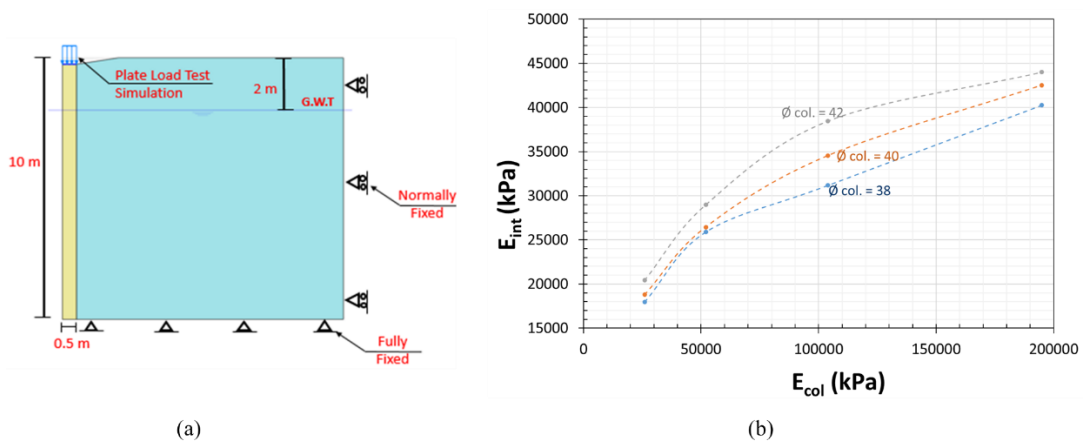 Plate Load Test
Simulation
2 m
G.W.T
10 m
Normally
Fixed
0.5 m
Fully
Fixed
(a)
50000
45000
40000
35000
30000
25000
20000
15000
E_int (kPa)
Ø col. = 42
Ø col. = 40
Ø col. = 38
0
50000
100000
150000
200000
E_col (kPa)
(b)